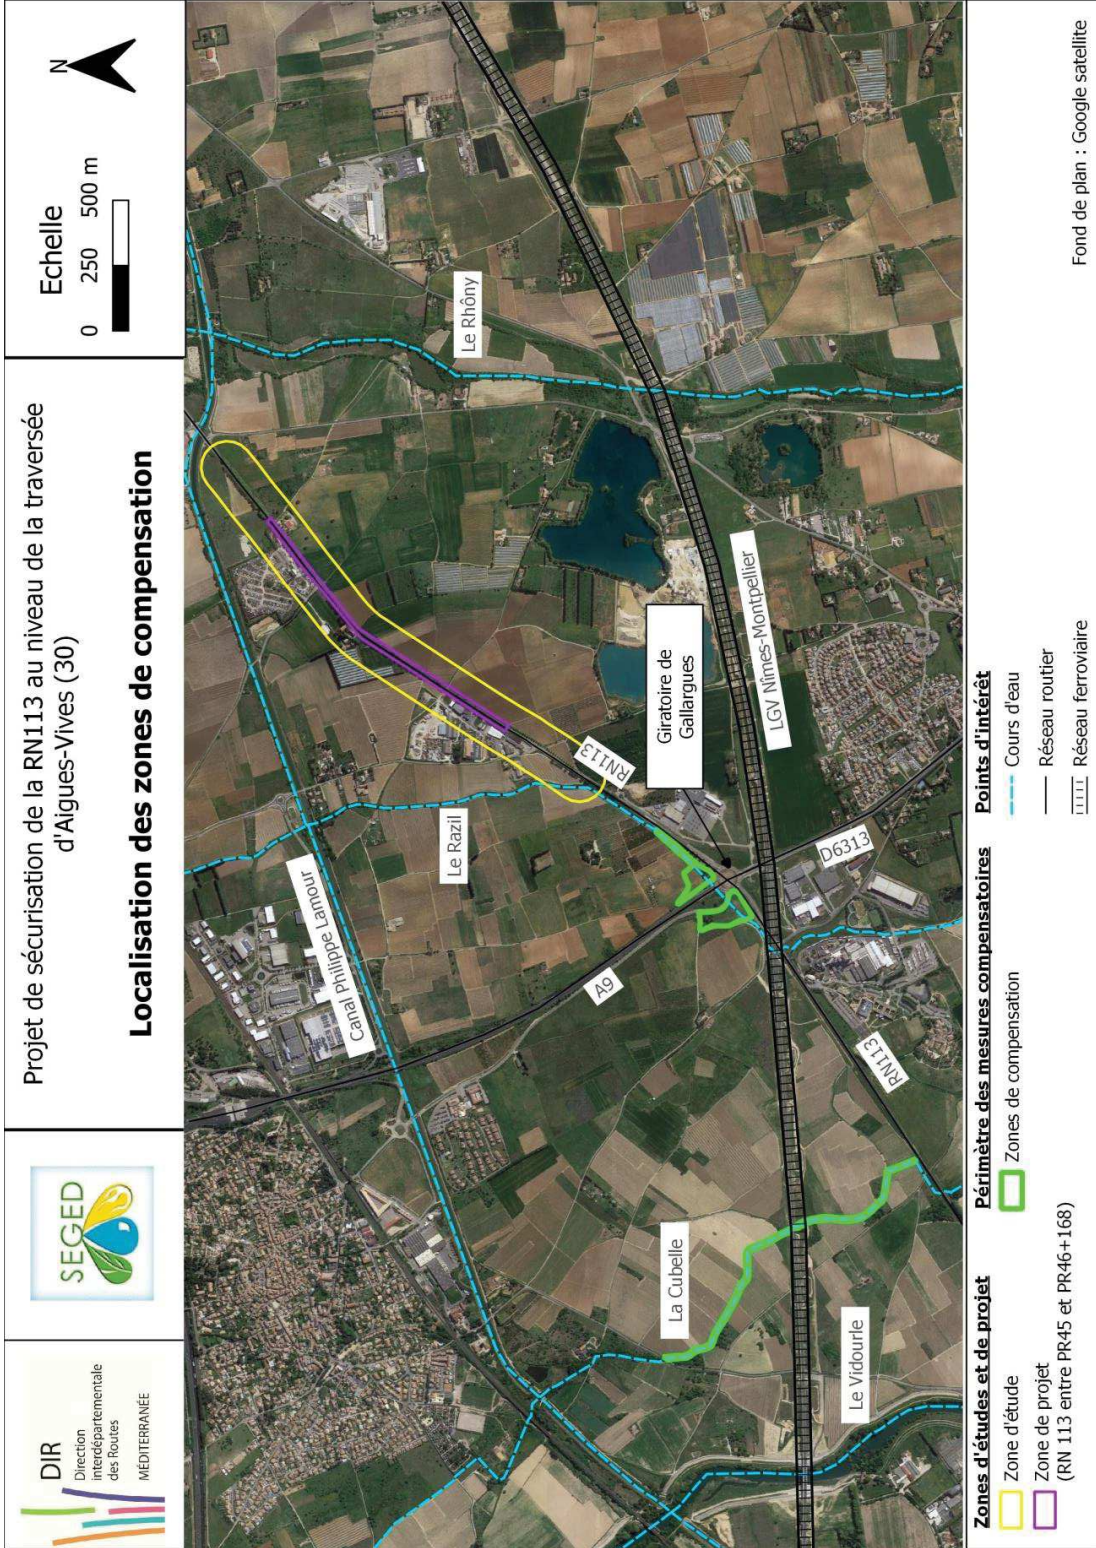 DIR
Direction
interdépartementale
des Routes
MÉDITERRANÉE
SEGED
Projet de sécurisation de la RN113 au niveau de la traversée
d'Aigues-Vives (30)
Localisation des zones de compensation
Echelle
0 250 500 m
N
Canal Philippe Lamour
Le Razil
Le Rhôny
A9
RN113
Giratoire de
Gallargues
LGV Nîmes-Montpellier
D6313
RN113
La Cubelle
Le Vidourle
Zones d'études et de projet
Zone d'étude
Zone de projet
(RN 113 entre PR45 et PR46+168)
Périmètre des mesures compensatoires
Zones de compensation
Points d'intérêt
Cours d'eau
Réseau routier
Réseau ferroviaire
Fond de plan : Google satellite